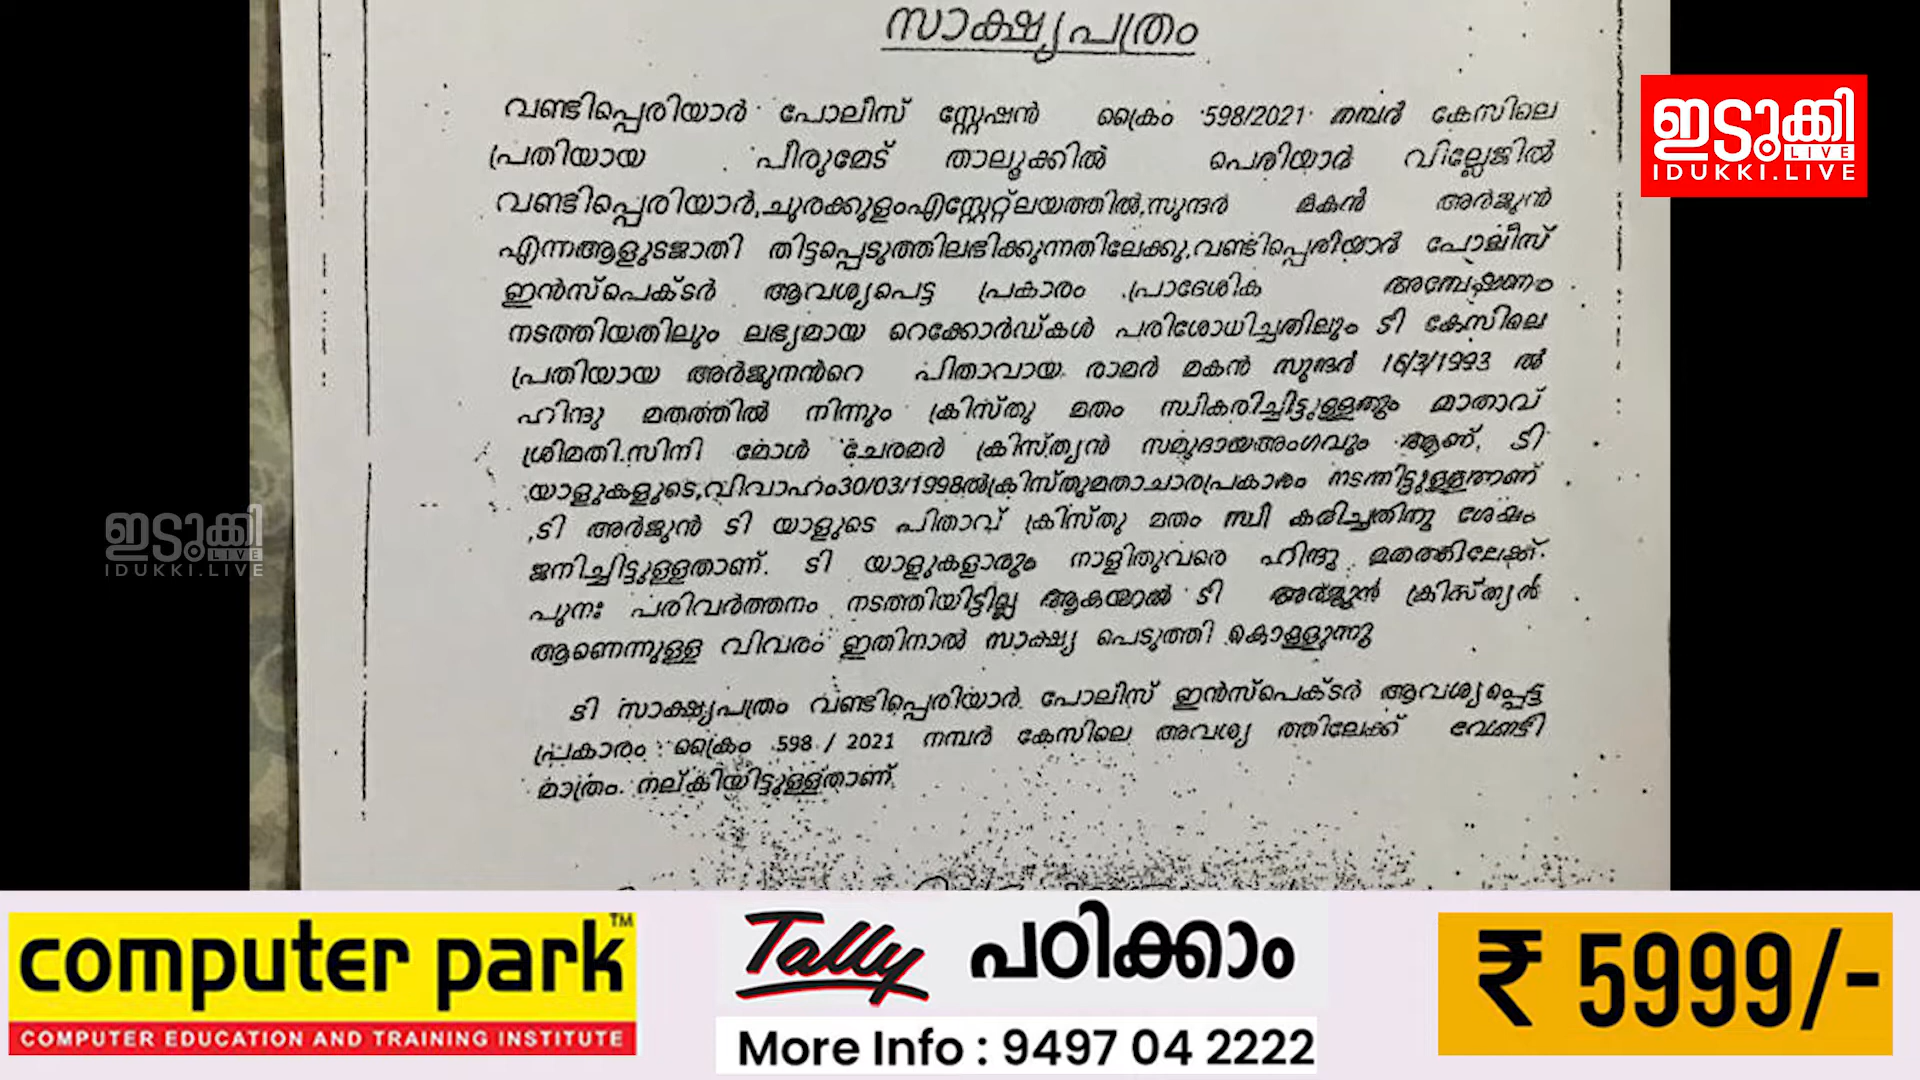 സാക്ഷ്യപത്രം
വണ്ടിപ്പെരിയാർ പോലീസ് സ്റ്റേഷൻ ക്രൈം 598/2021 നമ്പർ കേസിലെ
പ്രതിയായ പീരുമേട് താലൂക്കിൽ പെരിയാർ വില്ലേജിൽ
വണ്ടിപ്പെരിയാർ,ചുരക്കുളംഎസ്റ്റേറ്റ്ലയത്തിൽ,സുന്ദർ മകൻ അർജുൻ
എന്നആളുടജാതി തിട്ടപ്പെടുത്തിലഭിക്കുന്നതിലേക്കു,വണ്ടിപ്പെരിയാർ പോലീസ്
ഇൻസ്പെക്ടർ ആവശ്യപെട്ട പ്രകാരം പ്രാദേശിക അമ്പേഷണം
നടത്തിയതിലും ലഭ്യമായ റെക്കോർഡ്കൾ പരിശോധിച്ചതിലും ടി കേസിലെ
പ്രതിയായ അർജുനൻറെ പിതാവായ രാമർ മകൻ സുന്ദർ 16/3/1993 ൽ
ഹിന്ദു മതത്തിൽ നിന്നും ക്രിസ്തു മതം സ്വികരിച്ചിട്ടുള്ളതും മാതാവ്
ശ്രിമതി.സിനി മോൾ ചേരമർ ക്രിസ്ത്യൻ സമുദായഅംഗവും ആണ്, ടി
യാളുകളുടെ,വിവാഹം30/03/1998ൽക്രിസ്തുമതാചാരപ്രകാരം നടന്നിട്ടുള്ളതാണ്
,ടി അർജുൻ ടി യാളുടെ പിതാവ് ക്രിസ്തു മതം സ്വീ കരിച്ചതിനു ശേഷം
ജനിച്ചിട്ടുള്ളതാണ്. ടി യാളുകളാരും നാളിതുവരെ ഹിന്ദു മതത്തിലേക്ക്
പുനഃ പരിവർത്തനം നടത്തിയിട്ടില്ല ആകയാൽ ടി അർജുൻ ക്രിസ്ത്യൻ
ആണെന്നുള്ള വിവരം ഇതിനാൽ സാക്ഷ്യ പെടുത്തി കൊള്ളുന്നു
ടി സാക്ഷ്യപത്രം വണ്ടിപ്പെരിയാർ പോലീസ് ഇൻസ്പെക്ടർ ആവശ്യപ്പെട്ട
പ്രകാരം ക്രൈം 598 / 2021 നമ്പർ കേസിലെ അവശ്യ ത്തിലേക്ക് വേണ്ടി
മാത്രം നല്കിയിട്ടുള്ളതാണ്
ഇടുക്കി
LIVE
IDUKKI.LIVE
ഇടുക്കി
LIVE
IDUKKI.LIVE
computer park™
COMPUTER EDUCATION AND TRAINING INSTITUTE
Tally പഠിക്കാം
More Info : 9497 04 2222
₹ 5999/-